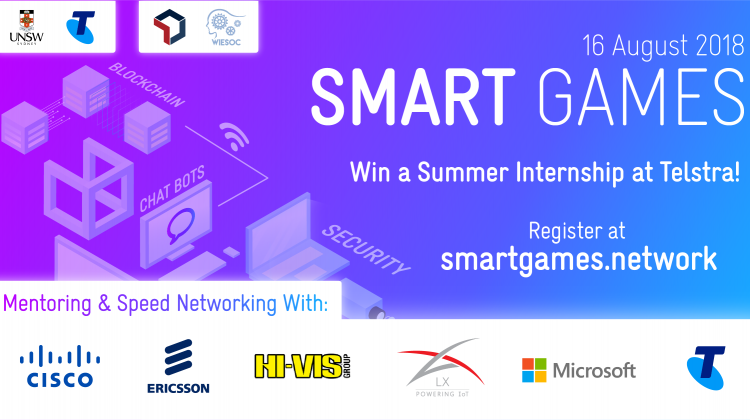 UNSW
SYDNEY
T
WIESOC
16 August 2018
SMART GAMES
BLOCKCHAIN
Win a Summer Internship at Telstra!
CHAT BOTS
SECURITY
Register at
smartgames.network
Mentoring & Speed Networking With:
CISCO
ERICSSON
HI-VIS GROUP
LX
POWERING IoT
Microsoft
T